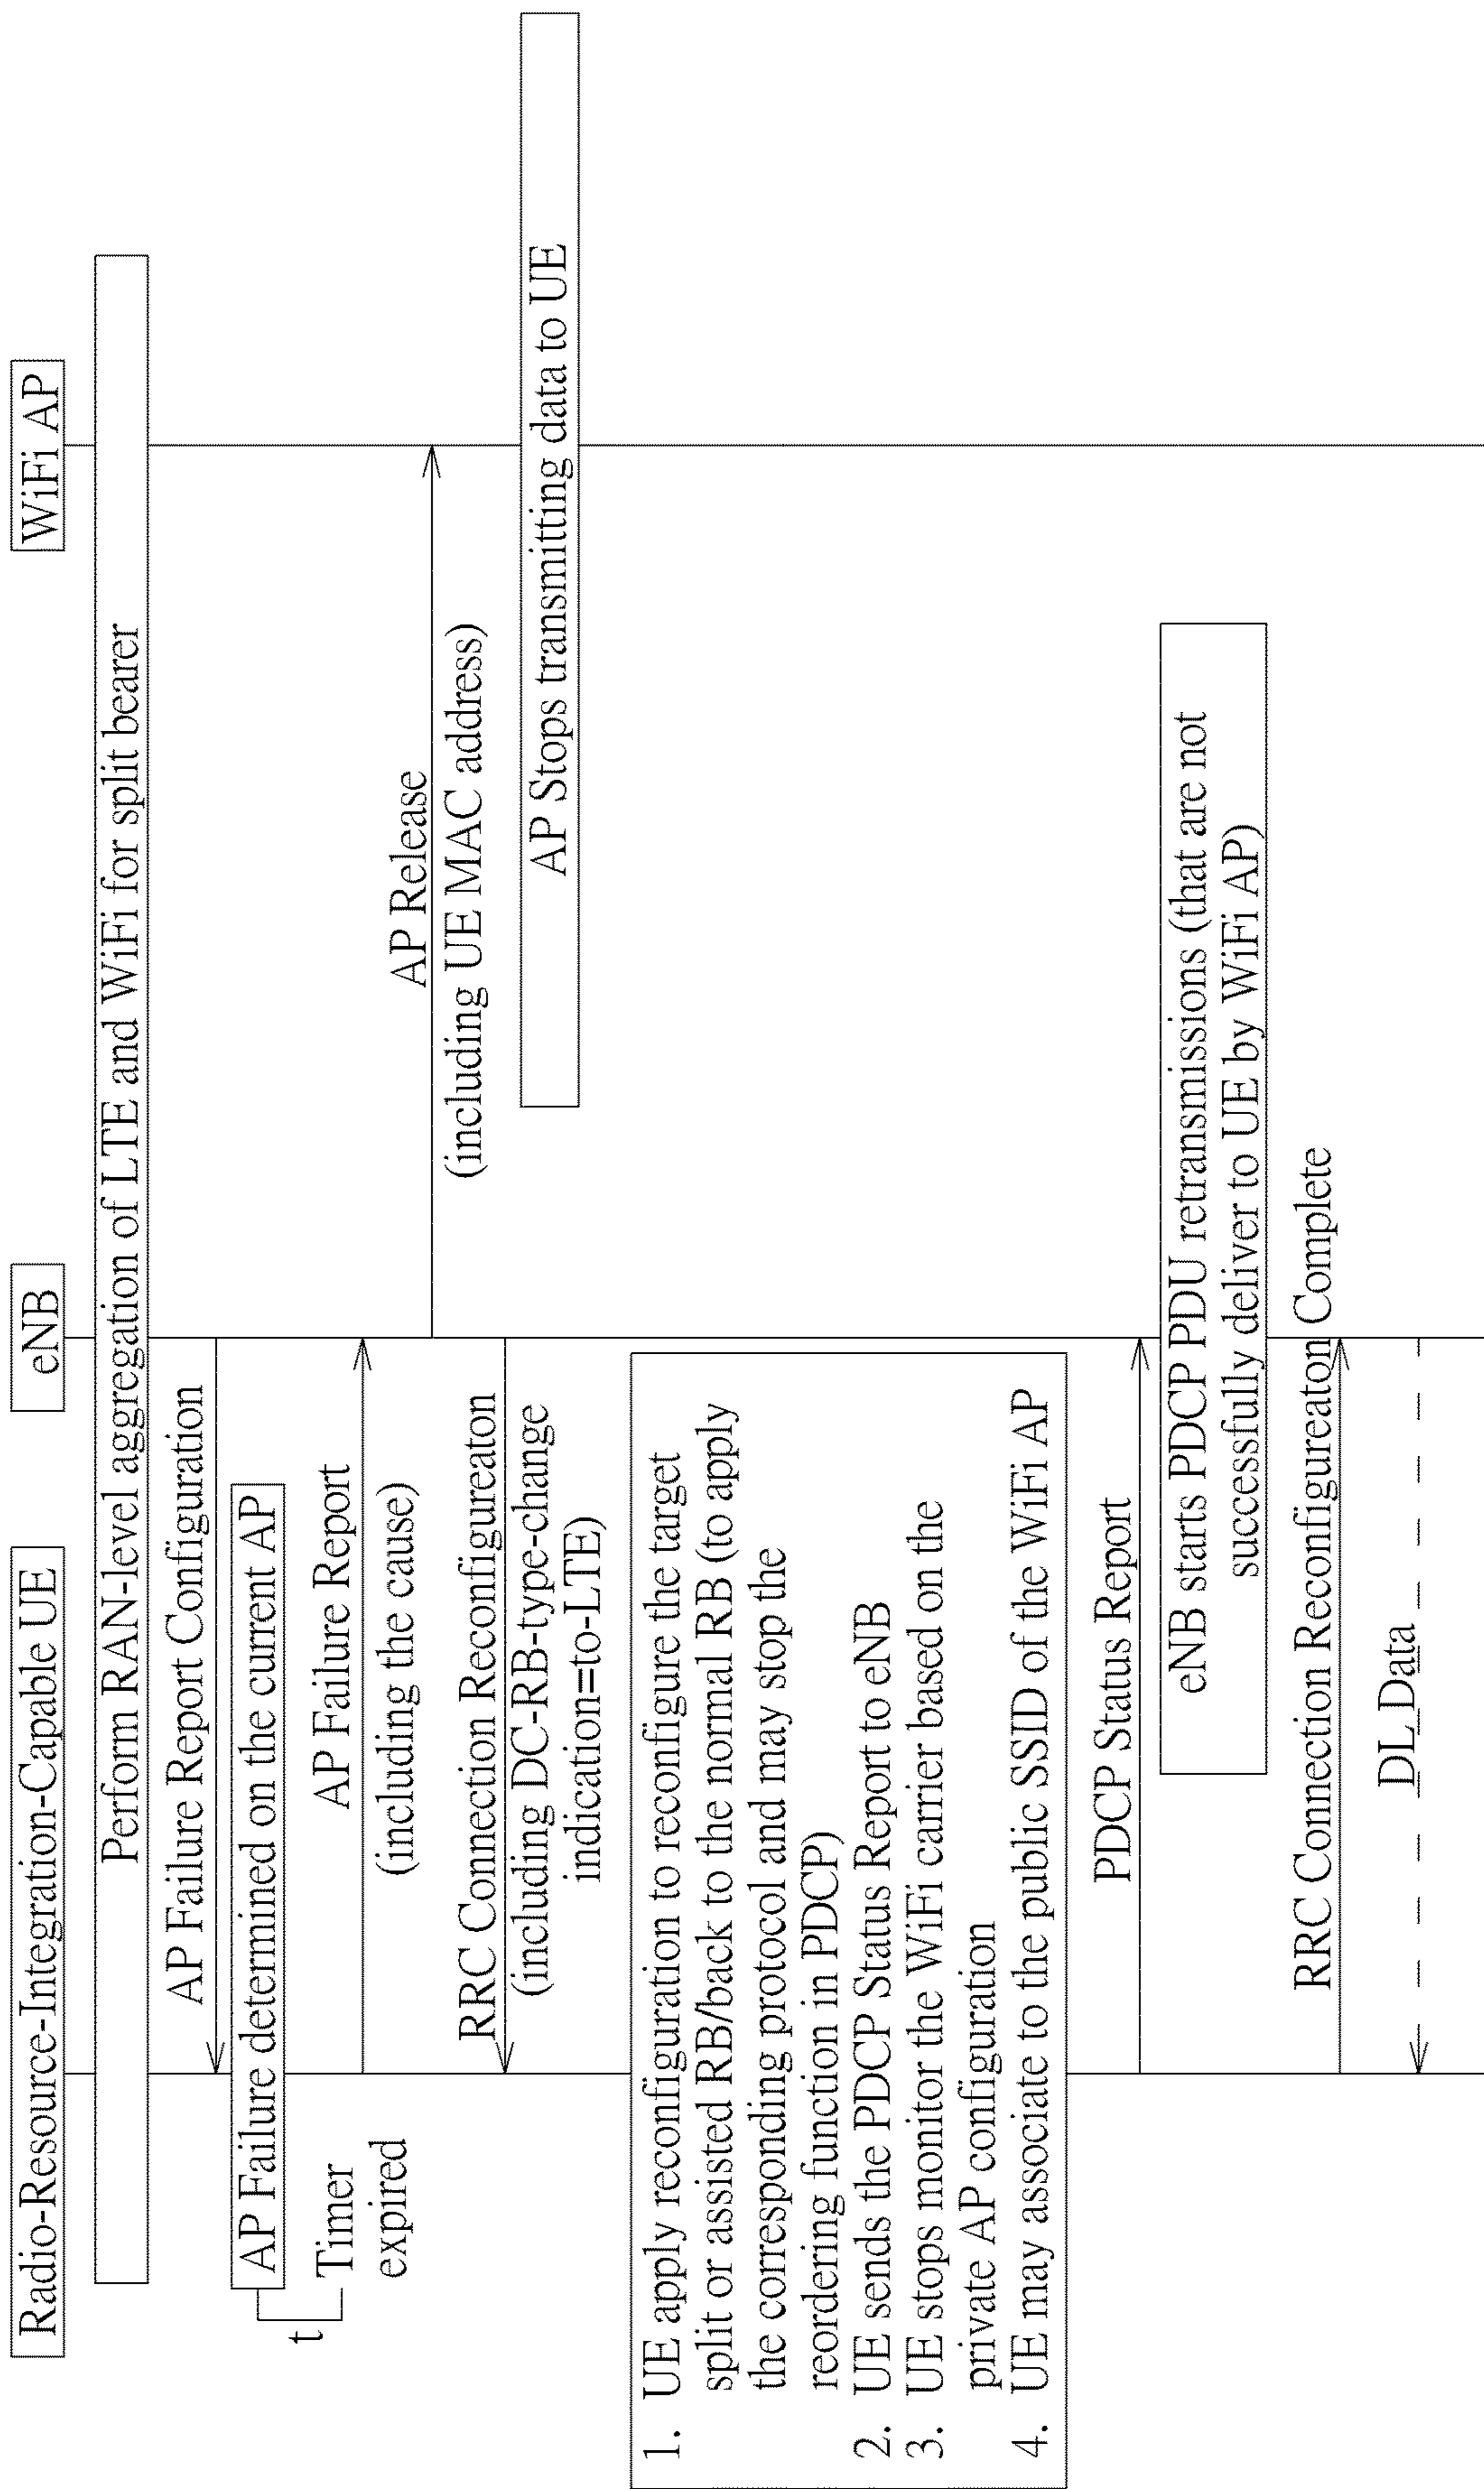 Radio-Resource-Integration-Capable UE
eNB
WiFi AP
Perform RAN-level aggregation of LTE and WiFi for split bearer
AP Failure Report Configuration
AP Failure determined on the current AP
t
Timer
expired
AP Failure Report
(including the cause)
AP Release
(including UE MAC address)
RRC Connection Reconfigureaton
(including DC-RB-type-change
indication=to-LTE)
AP Stops transmitting data to UE
1. UE apply reconfiguration to reconfigure the target
split or assisted RB/back to the normal RB (to apply
the corresponding protocol and may stop the
reordering function in PDCP)
2. UE sends the PDCP Status Report to eNB
3. UE stops monitor the WiFi carrier based on the
private AP configuration
4. UE may associate to the public SSID of the WiFi AP
PDCP Status Report
eNB starts PDCP PDU retransmissions (that are not
successfully deliver to UE by WiFi AP)
RRC Connection Reconfigureaton Complete
DL Data